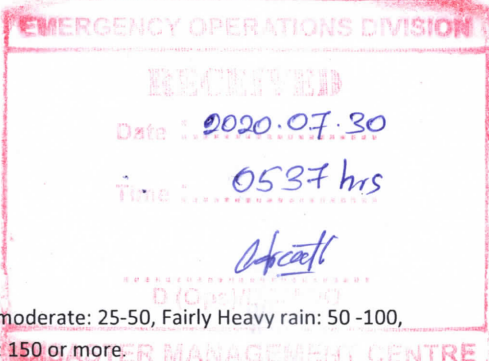 EMERGENCY OPERATIONS DIVISION
RECEIVED
Date : 2020.07.30
Time : 0537 hrs
moderate: 25-50, Fairly Heavy rain: 50 -100,
150 or more.
MANAGEMENT CENTRE